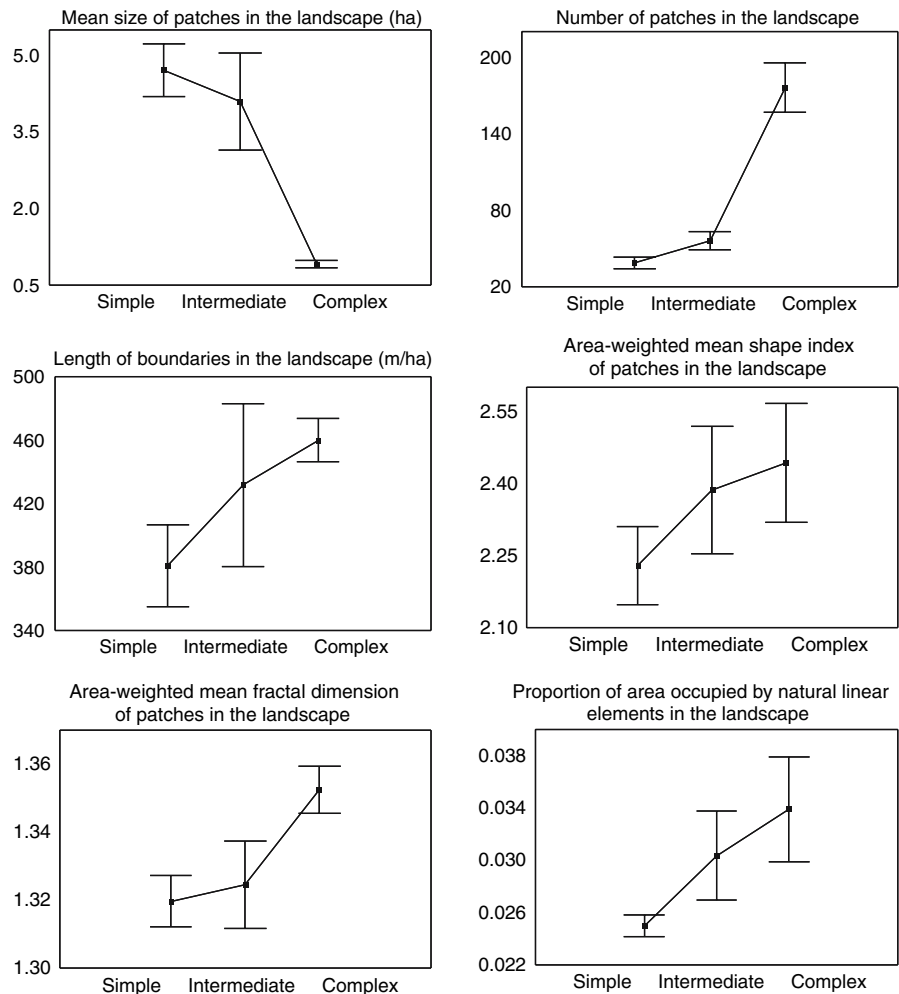 Mean size of patches in the landscape (ha)
5.0
3.5
2.0
0.5
Simple Intermediate Complex
Number of patches in the landscape
200
140
80
20
Simple Intermediate Complex
Length of boundaries in the landscape (m/ha)
500
460
420
380
340
Simple Intermediate Complex
Area-weighted mean shape index
of patches in the landscape
2.55
2.40
2.25
2.10
Simple Intermediate Complex
Area-weighted mean fractal dimension
of patches in the landscape
1.36
1.34
1.32
1.30
Simple Intermediate Complex
Proportion of area occupied by natural linear
elements in the landscape
0.038
0.034
0.030
0.026
0.022
Simple Intermediate Complex